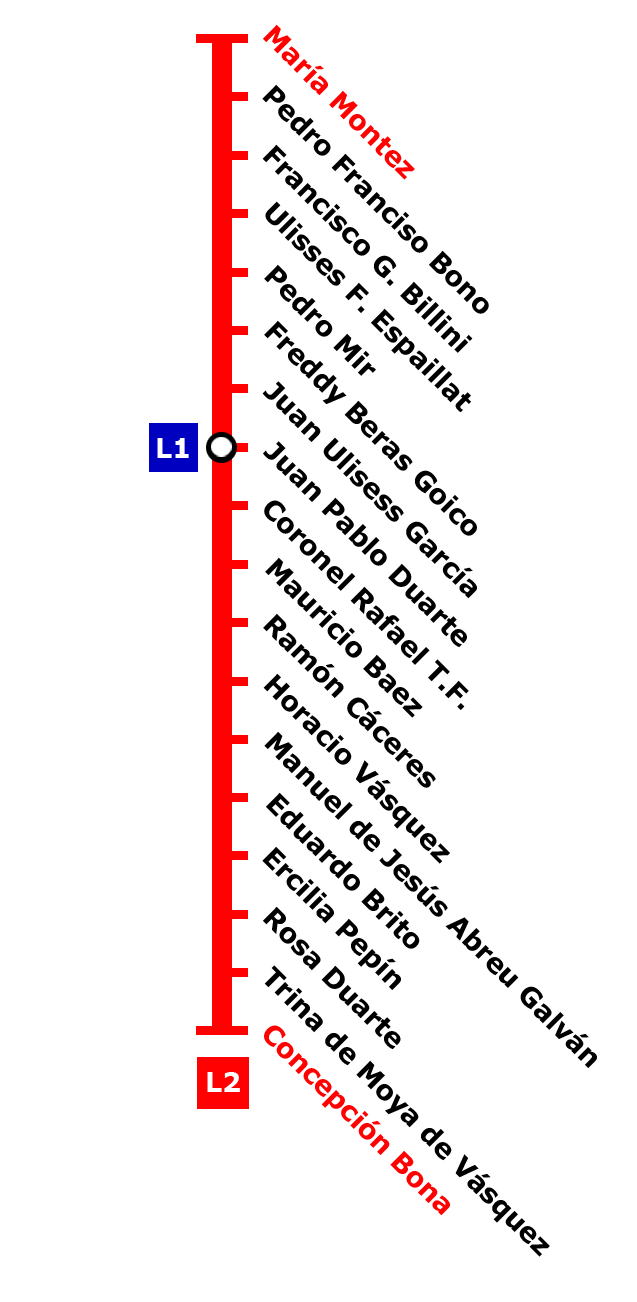 María Montez
Pedro Franciso Bono
Francisco G. Billini
Ulisses F. Espaillat
Pedro Mir
Freddy Beras Goico
Juan Ulisess García
L1
Juan Pablo Duarte
Coronel Rafael T.F.
Mauricio Baez
Ramón Cáceres
Horacio Vásquez
Manuel de Jesús Abreu Galván
Eduardo Brito
Ercilia Pepín
Rosa Duarte
Trina de Moya de Vásquez
Concepción Bona
L2